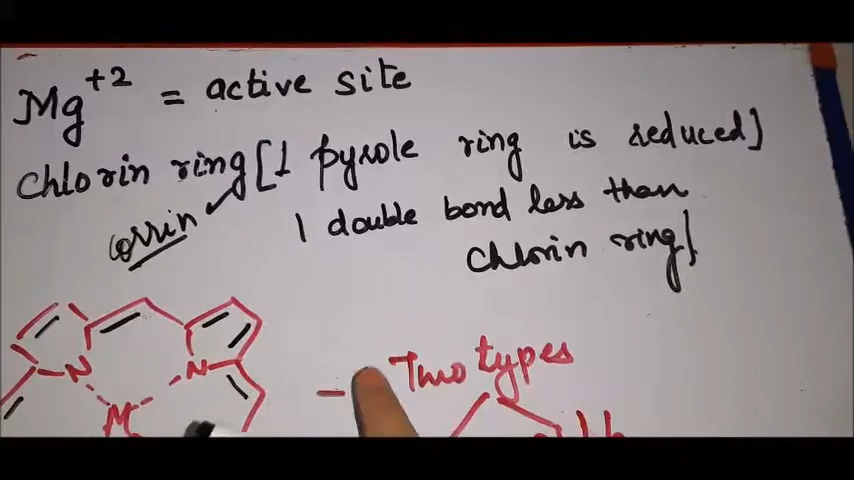 Mg+2 = active site
chlorin ring [1 pyrole ring is reduced]
corrin 1 double bond less than
chlorin ring]
N N
M
- Two types